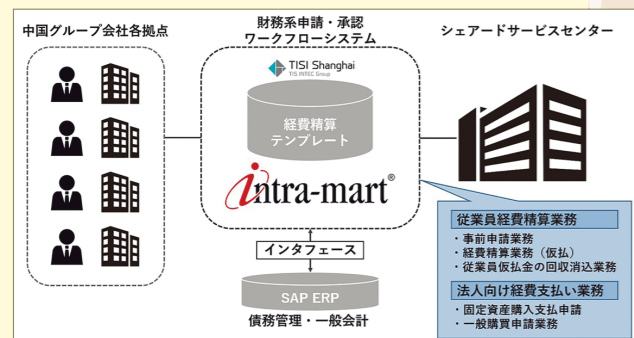 中国グループ会社各拠点
財務系申請・承認
ワークフローシステム
シェアードサービスセンター
TISI Shanghai
TIS INTEC Group
経費精算
テンプレート
intra-mart®
インタフェース
SAP ERP
債務管理・一般会計
従業員経費精算業務
・事前申請業務
・経費精算業務（仮払）
・従業員仮払金の回収消込業務
法人向け経費支払い業務
・固定資産購入支払申請
・一般購買申請業務